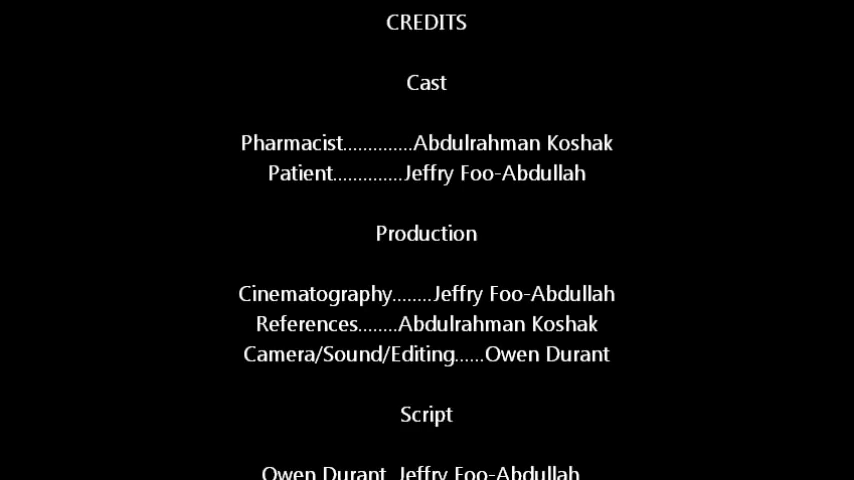 CREDITS
Cast
Pharmacist..............Abdulrahman Koshak
Patient..............Jeffry Foo-Abdullah
Production
Cinematography........Jeffry Foo-Abdullah
References........Abdulrahman Koshak
Camera/Sound/Editing......Owen Durant
Script
Owen Durant, Jeffry Foo-Abdullah